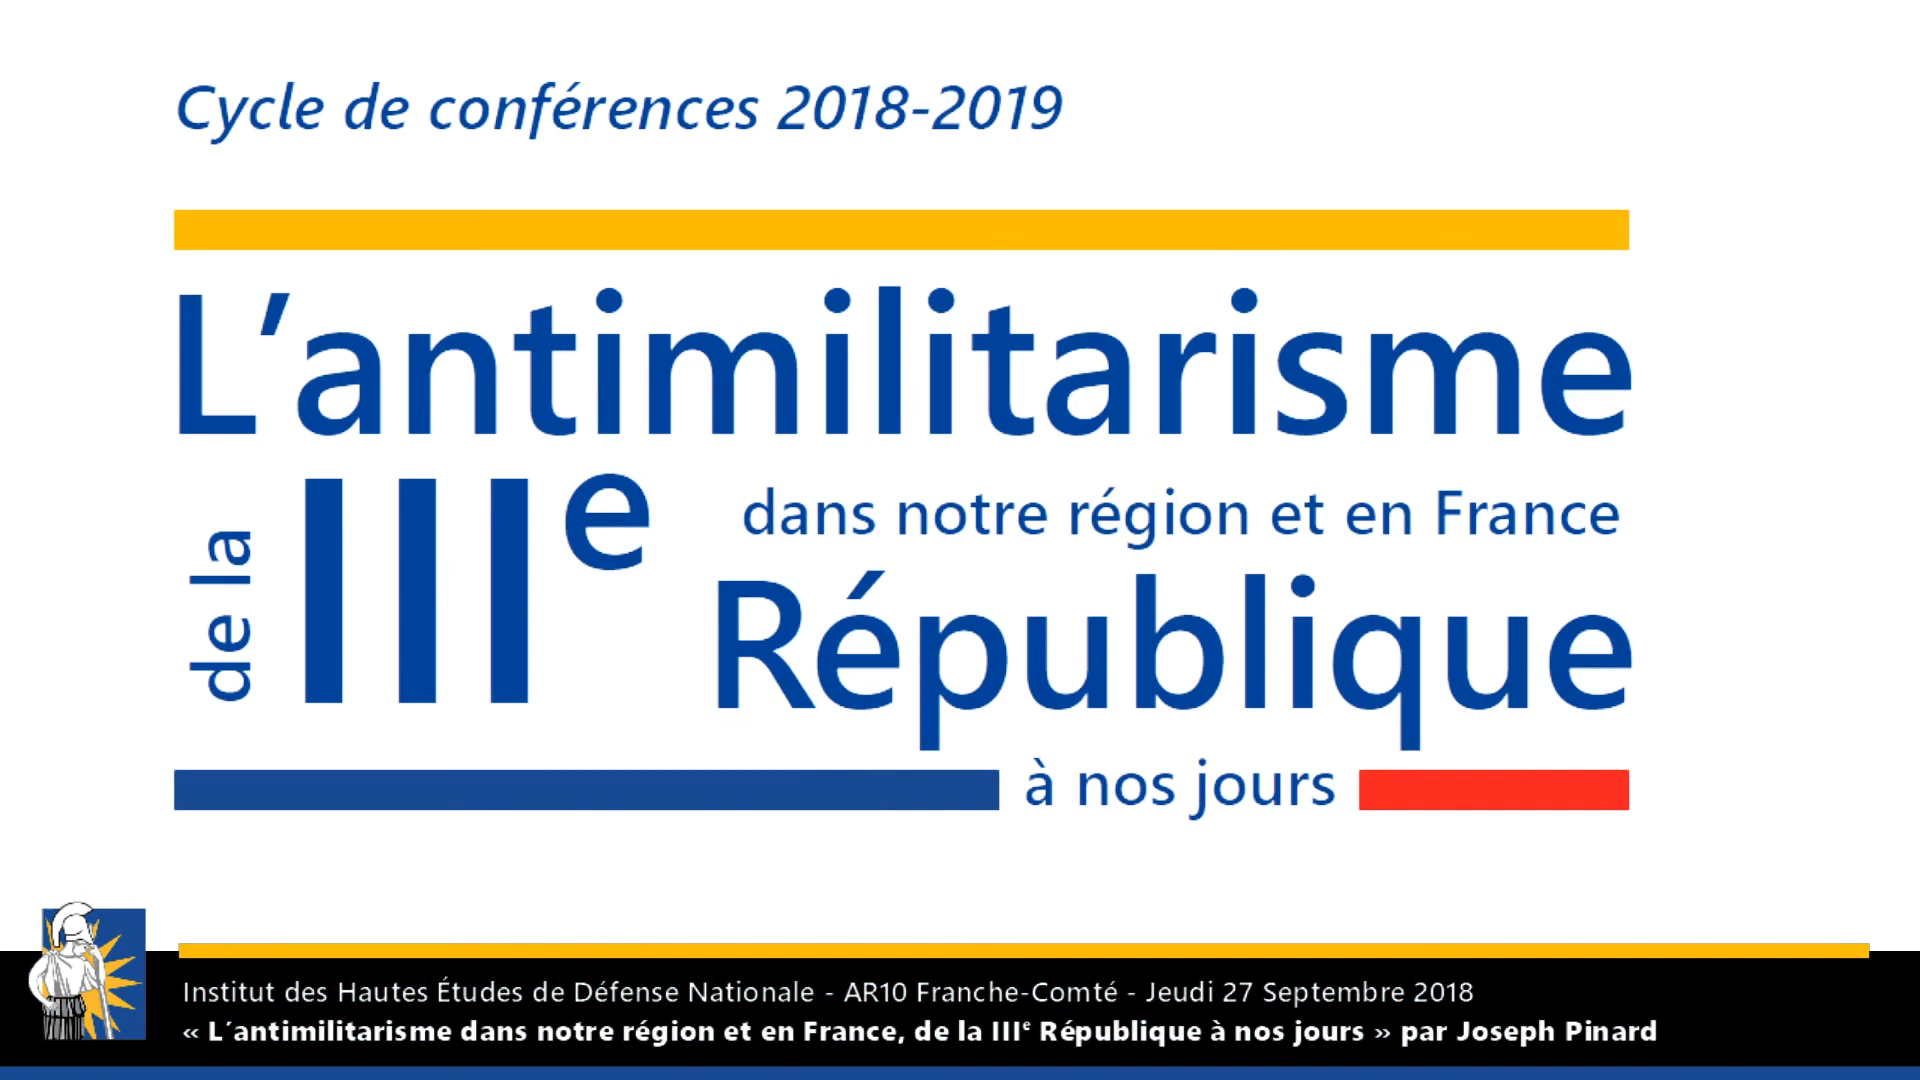 Cycle de conférences 2018-2019
L’antimilitarisme
dans notre région et en France
de la
IIIe
République
à nos jours
Institut des Hautes Études de Défense Nationale - AR10 Franche-Comté - Jeudi 27 Septembre 2018
« L´antimilitarisme dans notre région et en France, de la IIIe République à nos jours » par Joseph Pinard